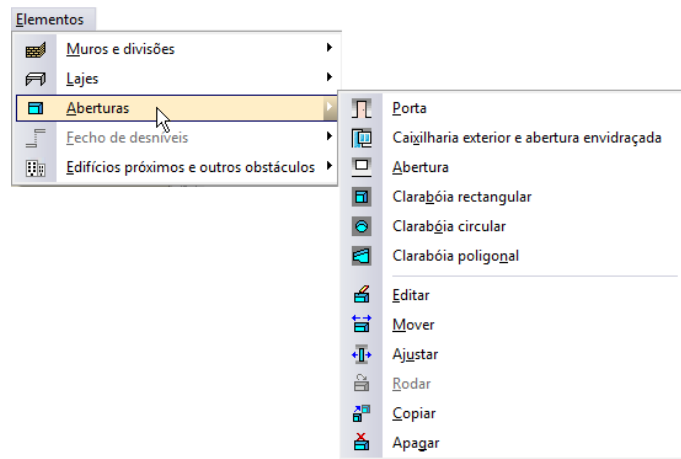 Elementos
Muros e divisões
Lajes
Aberturas
Fecho de desníveis
Edifícios próximos e outros obstáculos
Porta
Caixilharia exterior e abertura envidraçada
Abertura
Clarabóia rectangular
Clarabóia circular
Clarabóia poligonal
Editar
Mover
Ajustar
Rodar
Copiar
Apagar